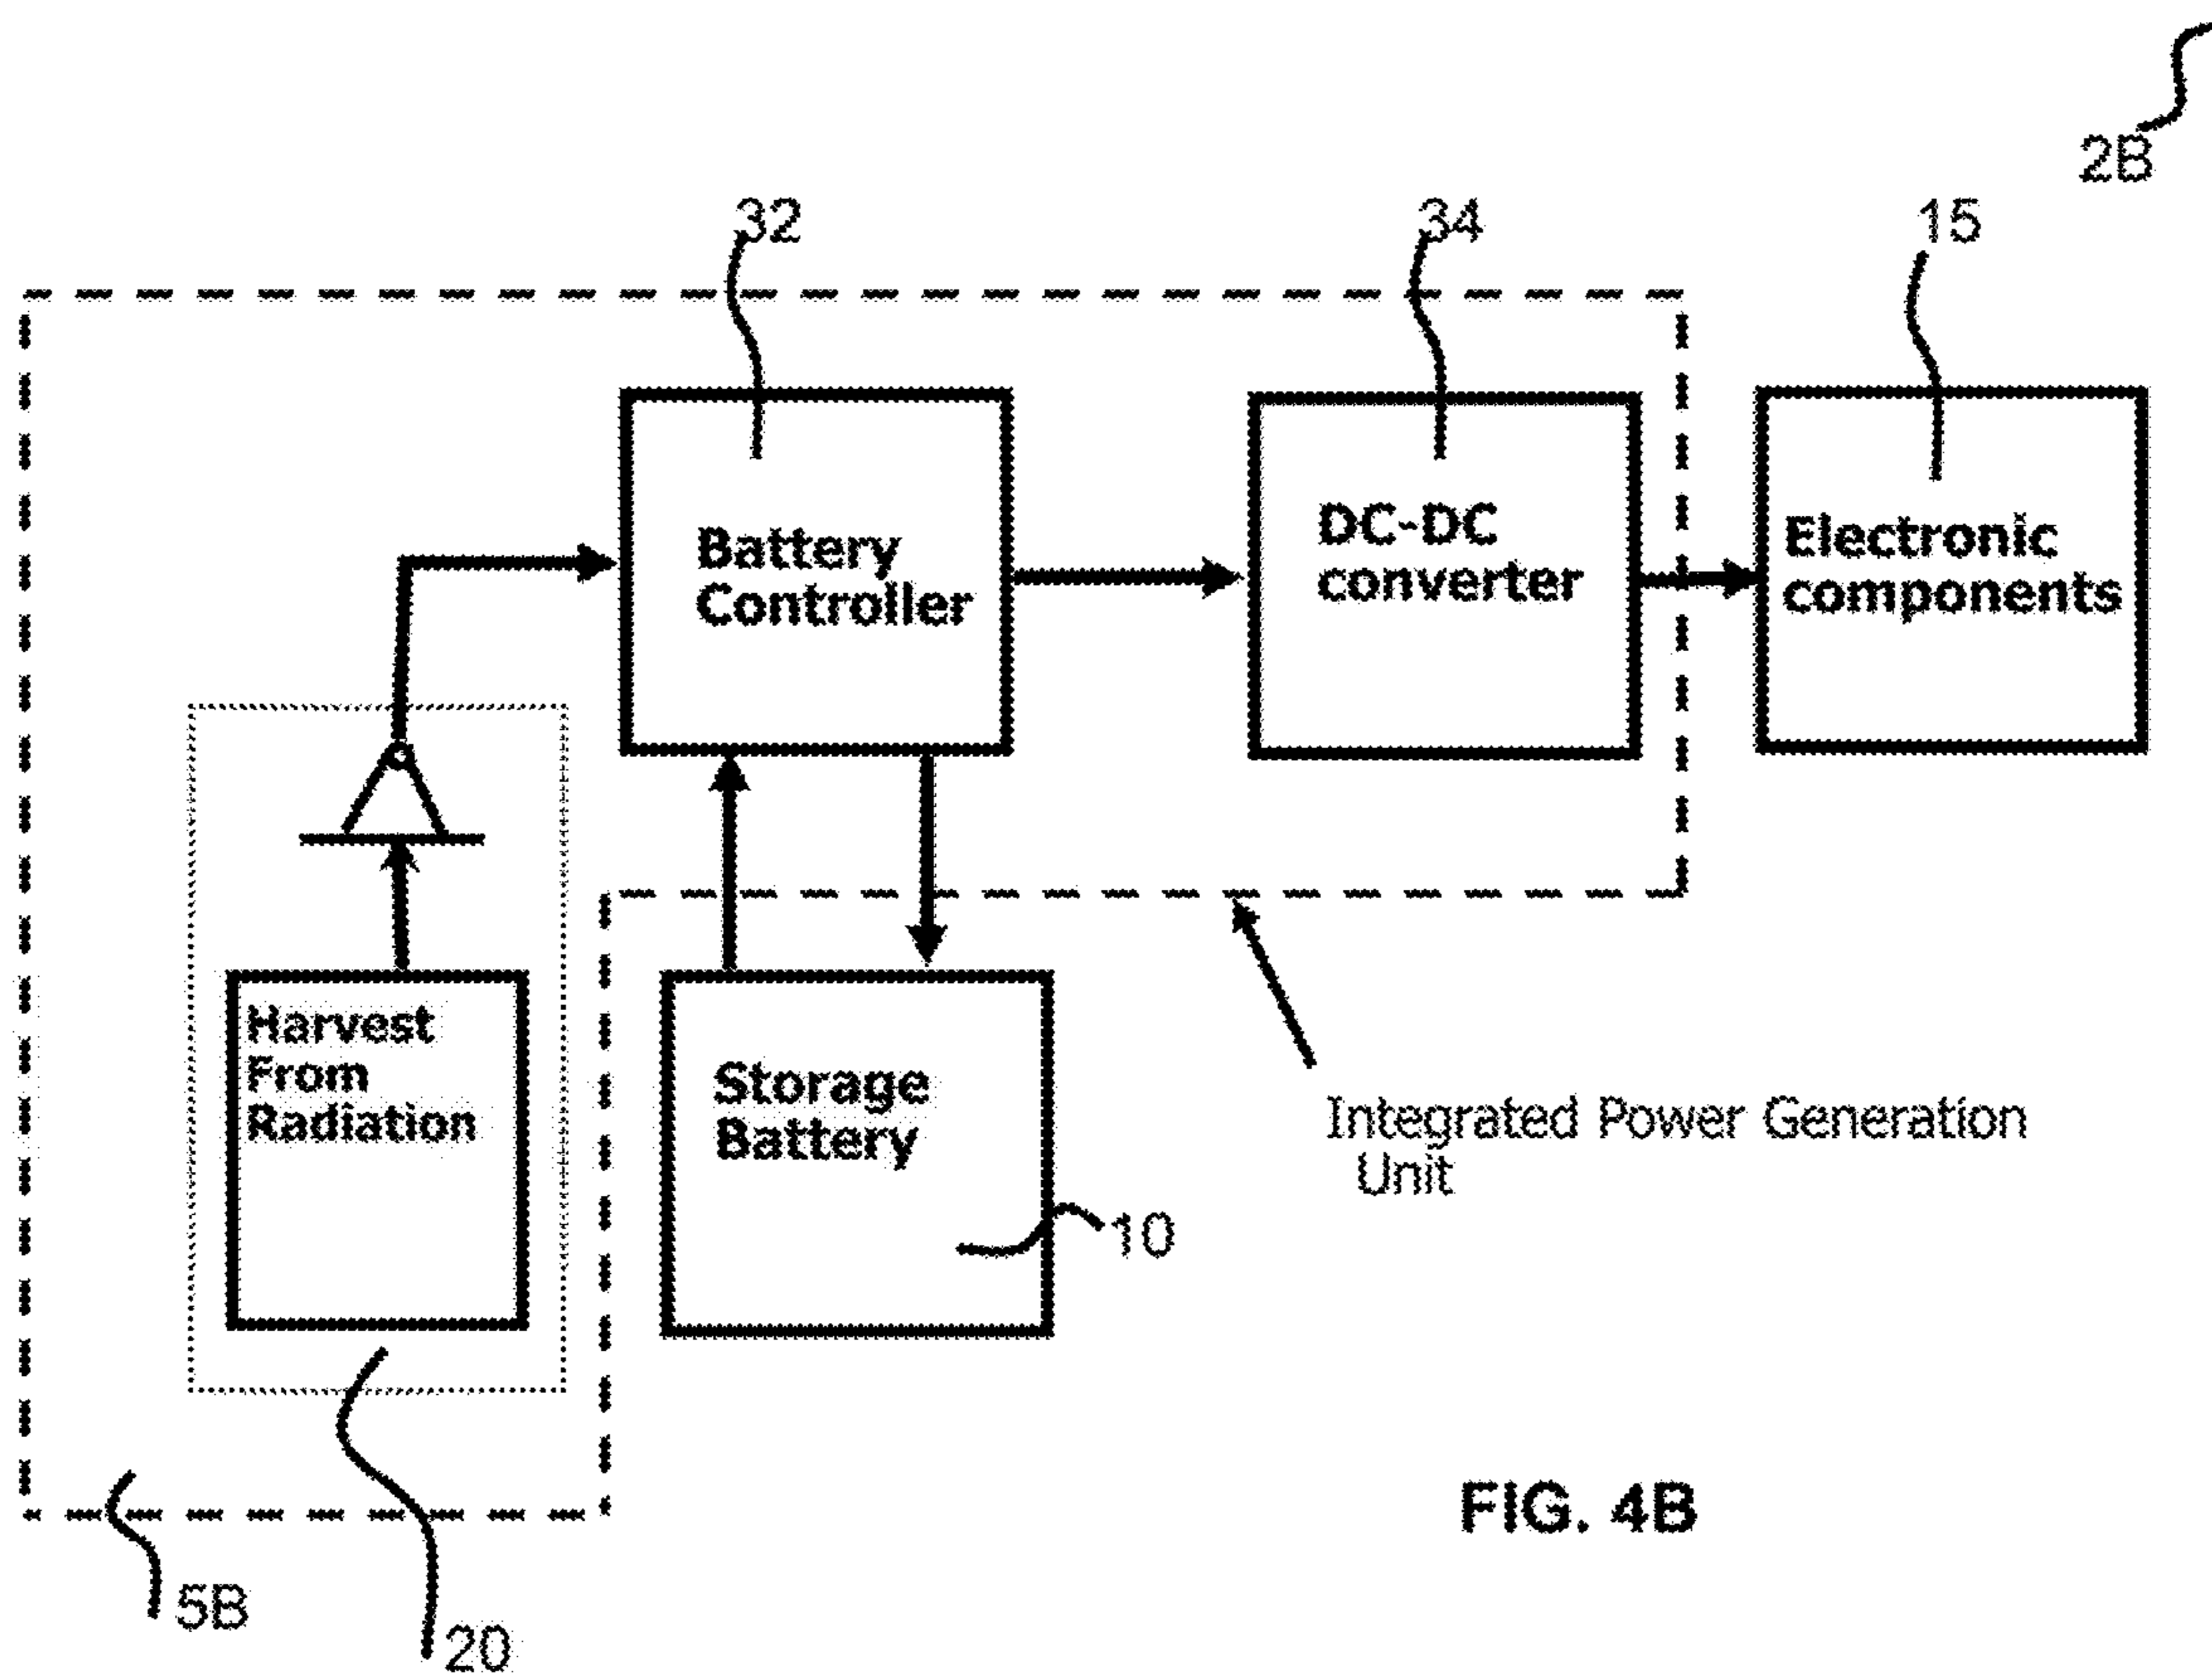 2B
32
34
15
Battery
Controller
DC-DC
converter
Electronic
components
Harvest
From
Radiation
Storage
Battery
10
Integrated Power Generation
Unit
FIG. 4B
5B
20